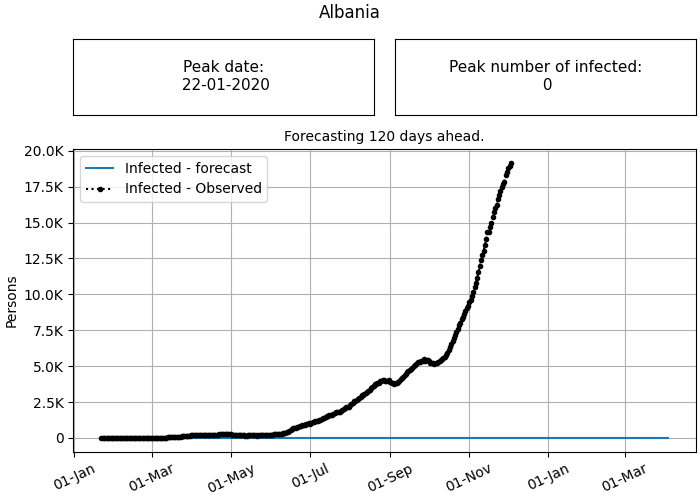 Albania
Peak date:
22-01-2020
Peak number of infected:
0
Forecasting 120 days ahead.
20.0K
17.5K
15.0K
12.5K
10.0K
7.5K
5.0K
2.5K
0
Persons
Infected - forecast
Infected - Observed
01-Jan
01-Mar
01-May
01-Jul
01-Sep
01-Nov
01-Jan
01-Mar